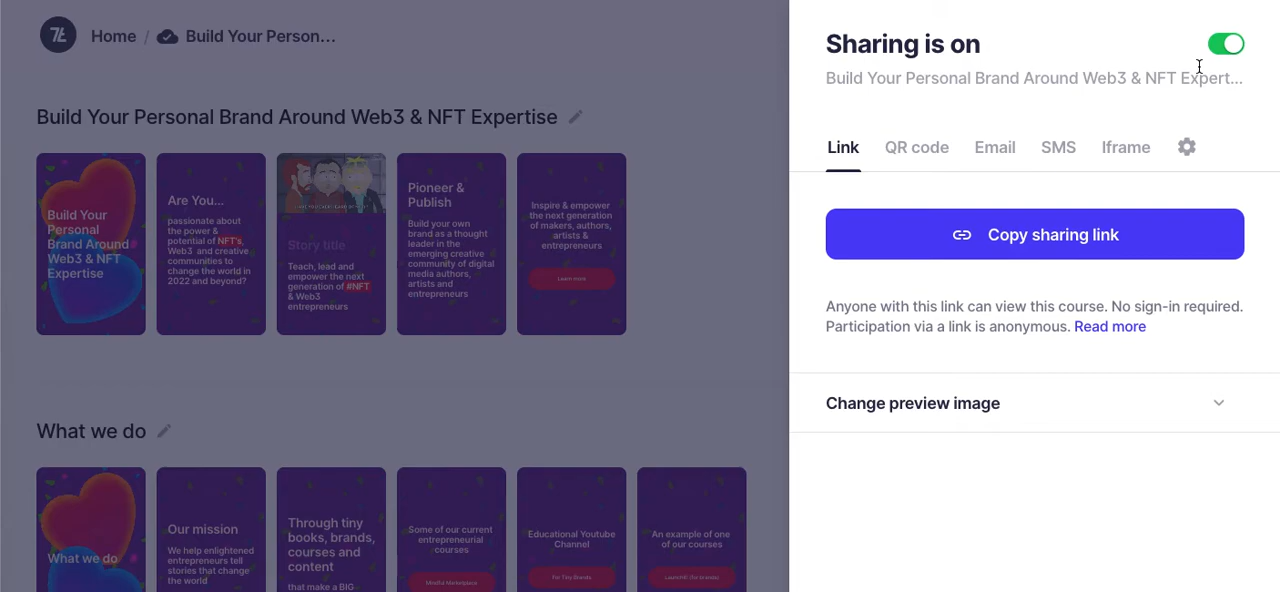 Home / Build Your Person...
Build Your Personal Brand Around Web3 & NFT Expertise
Build Your
Personal
Brand Around
Web3 & NFT
Expertise
Are You...
passionate about
the power &
potential of NFT's,
Web3 and creative
communities to
change the world in
2022 and beyond?
Story title
Teach, lead and
empower the next
generation of #NFT
& Web3
entrepreneurs
Pioneer &
Publish
Build your own
brand as a thought
leader in the
emerging creative
community of digital
media authors,
artists and
entrepreneurs
Inspire & empower
the next generation
of makers, authors,
artists &
entrepreneurs
Learn more
What we do
What we do
Our mission
We help enlightened
entrepreneurs tell
stories that change
the world
Through tiny
books, brands,
courses and
content
that make a BIG
Some of our current
entrepreneurial
courses
Mindful Marketplace
Educational Youtube
Channel
For Tiny Brands
An example of one
of our courses
Sharing is on
Build Your Personal Brand Around Web3 & NFT Expert...
Link QR code Email SMS Iframe
Copy sharing link
Anyone with this link can view this course. No sign-in required.
Participation via a link is anonymous. Read more
Change preview image